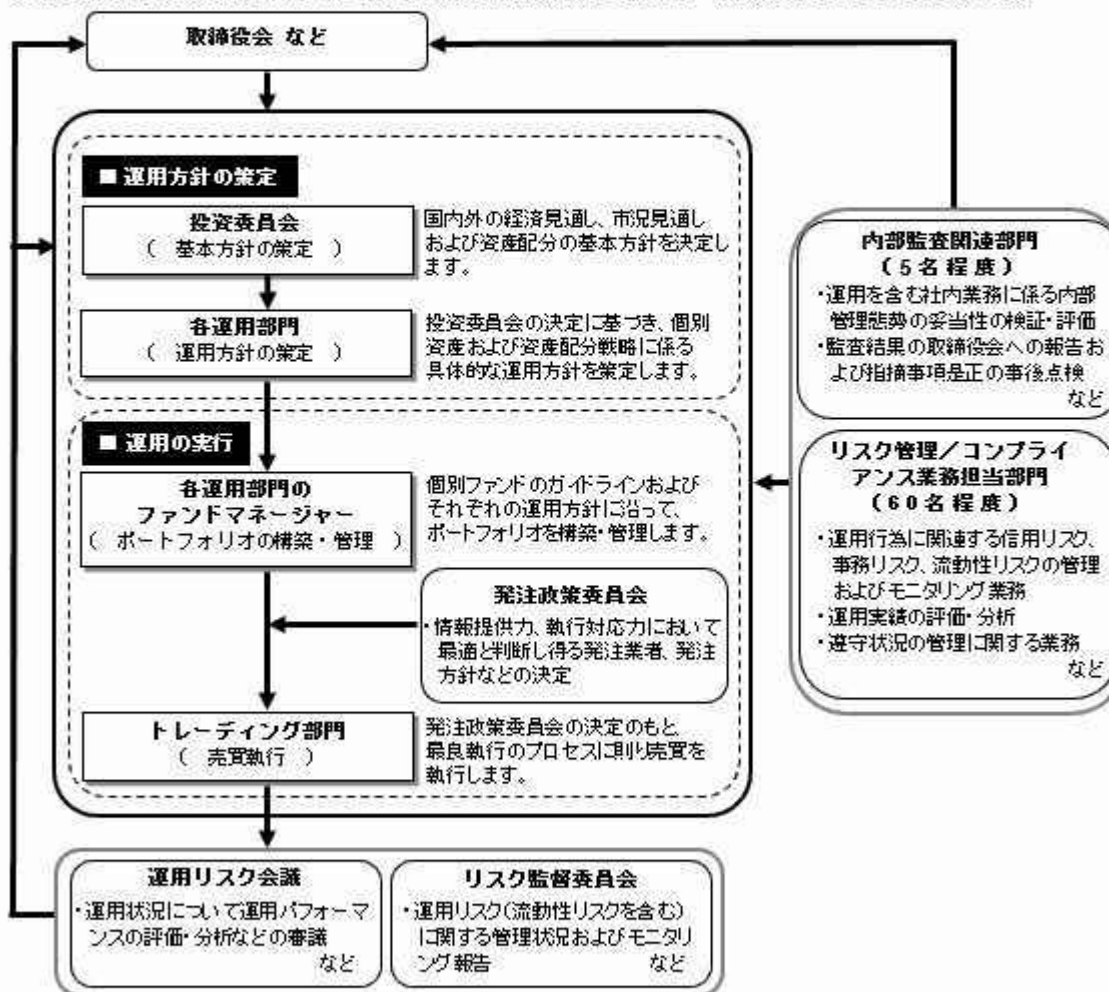 取締役会 など
■ 運用方針の策定
投資委員会
( 基本方針の策定 )
国内外の経済見通し、市況見通し
および資産配分の基本方針を決定し
ます。
各運用部門
( 運用方針の策定 )
投資委員会の決定に基づき、個別
資産および資産配分戦略に係る
具体的な運用方針を策定します。
■ 運用の実行
各運用部門の
ファンドマネージャー
( ポートフォリオの構築・管理 )
個別ファンドのガイドラインおよび
それぞれの運用方針に沿って、
ポートフォリオを構築・管理します。
発注政策委員会
・情報提供力、執行対応力において
最適と判断し得る発注業者、発注
方針などの決定
トレーディング部門
( 売買執行 )
発注政策委員会の決定のもと、
最良執行のプロセスに則り売買を
執行します。
内部監査関連部門
(5名程度)
・運用を含む社内業務に係る内部
管理態勢の妥当性の検証・評価
・監査結果の取締役会への報告お
よび指摘事項是正の事後点検
など
リスク管理/コンプライ
アンス業務担当部門
(60名程度)
・運用行為に関連する信用リスク、
事務リスク、流動性リスクの管理
およびモニタリング業務
・運用実績の評価・分析
・遵守状況の管理に関する業務
など
運用リスク会議
・運用状況について運用パフォーマ
ンスの評価・分析などの審議
など
リスク監督委員会
・運用リスク(流動性リスクを含む)
に関する管理状況およびモニタリ
ング報告 など